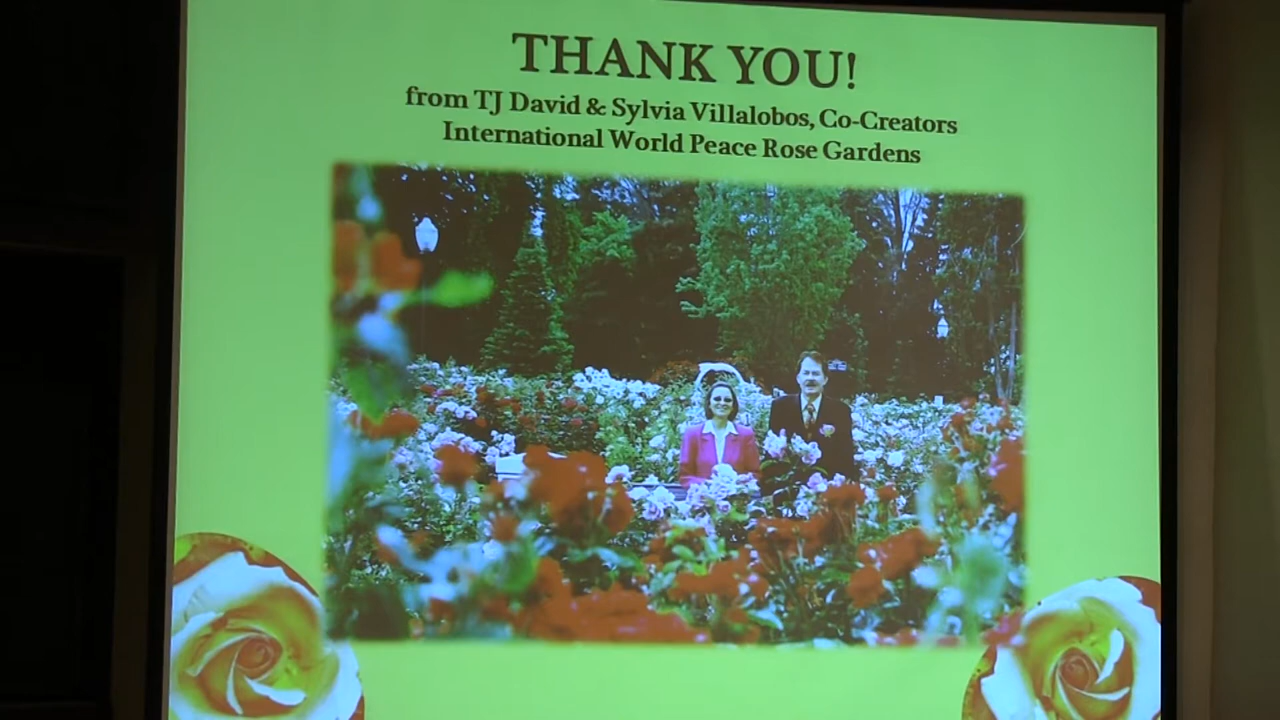 THANK YOU!
from TJ David & Sylvia Villalobos, Co-Creators
International World Peace Rose Gardens